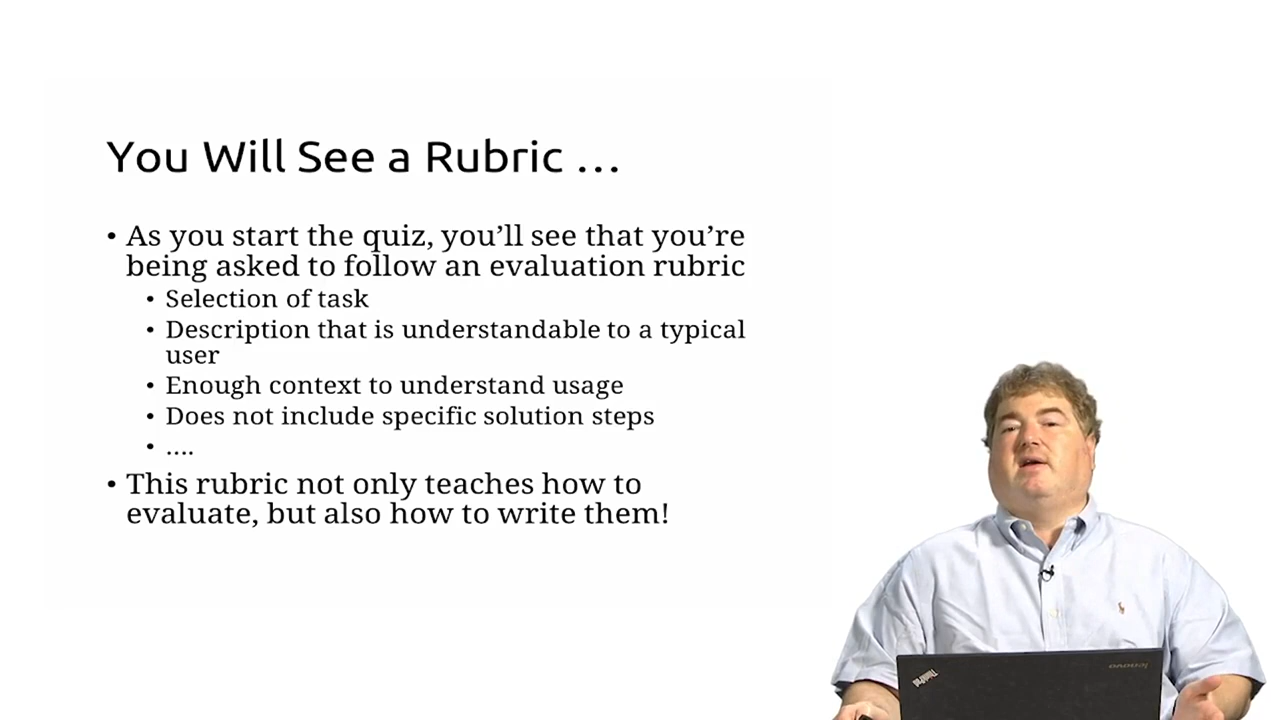 You Will See a Rubric …
• As you start the quiz, you’ll see that you’re
being asked to follow an evaluation rubric
• Selection of task
• Description that is understandable to a typical
user
• Enough context to understand usage
• Does not include specific solution steps
• ….
• This rubric not only teaches how to
evaluate, but also how to write them!
lenovo
ThinkPad